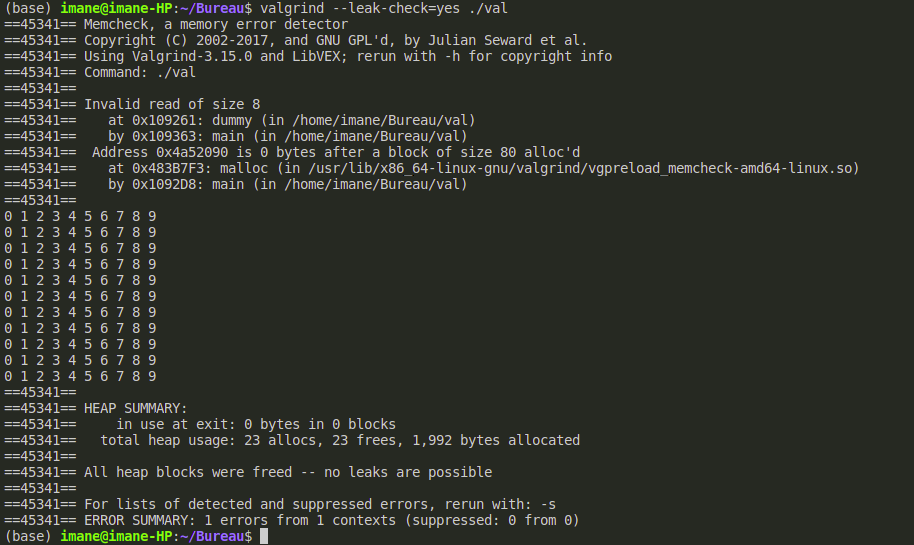 (base) imane@imane-HP:~/Bureau$ valgrind --leak-check=yes ./val
==45341== Memcheck, a memory error detector
==45341== Copyright (C) 2002-2017, and GNU GPL'd, by Julian Seward et al.
==45341== Using Valgrind-3.15.0 and LibVEX; rerun with -h for copyright info
==45341== Command: ./val
==45341==
==45341== Invalid read of size 8
==45341==    at 0x109261: dummy (in /home/imane/Bureau/val)
==45341==    by 0x109363: main (in /home/imane/Bureau/val)
==45341==  Address 0x4a52090 is 0 bytes after a block of size 80 alloc'd
==45341==    at 0x483B7F3: malloc (in /usr/lib/x86_64-linux-gnu/valgrind/vgpreload_memcheck-amd64-linux.so)
==45341==    by 0x1092D8: main (in /home/imane/Bureau/val)
==45341==
0 1 2 3 4 5 6 7 8 9
0 1 2 3 4 5 6 7 8 9
0 1 2 3 4 5 6 7 8 9
0 1 2 3 4 5 6 7 8 9
0 1 2 3 4 5 6 7 8 9
0 1 2 3 4 5 6 7 8 9
0 1 2 3 4 5 6 7 8 9
0 1 2 3 4 5 6 7 8 9
0 1 2 3 4 5 6 7 8 9
0 1 2 3 4 5 6 7 8 9
0 1 2 3 4 5 6 7 8 9
==45341==
==45341== HEAP SUMMARY:
==45341==     in use at exit: 0 bytes in 0 blocks
==45341==   total heap usage: 23 allocs, 23 frees, 1,992 bytes allocated
==45341==
==45341== All heap blocks were freed -- no leaks are possible
==45341==
==45341== For lists of detected and suppressed errors, rerun with: -s
==45341== ERROR SUMMARY: 1 errors from 1 contexts (suppressed: 0 from 0)
(base) imane@imane-HP:~/Bureau$